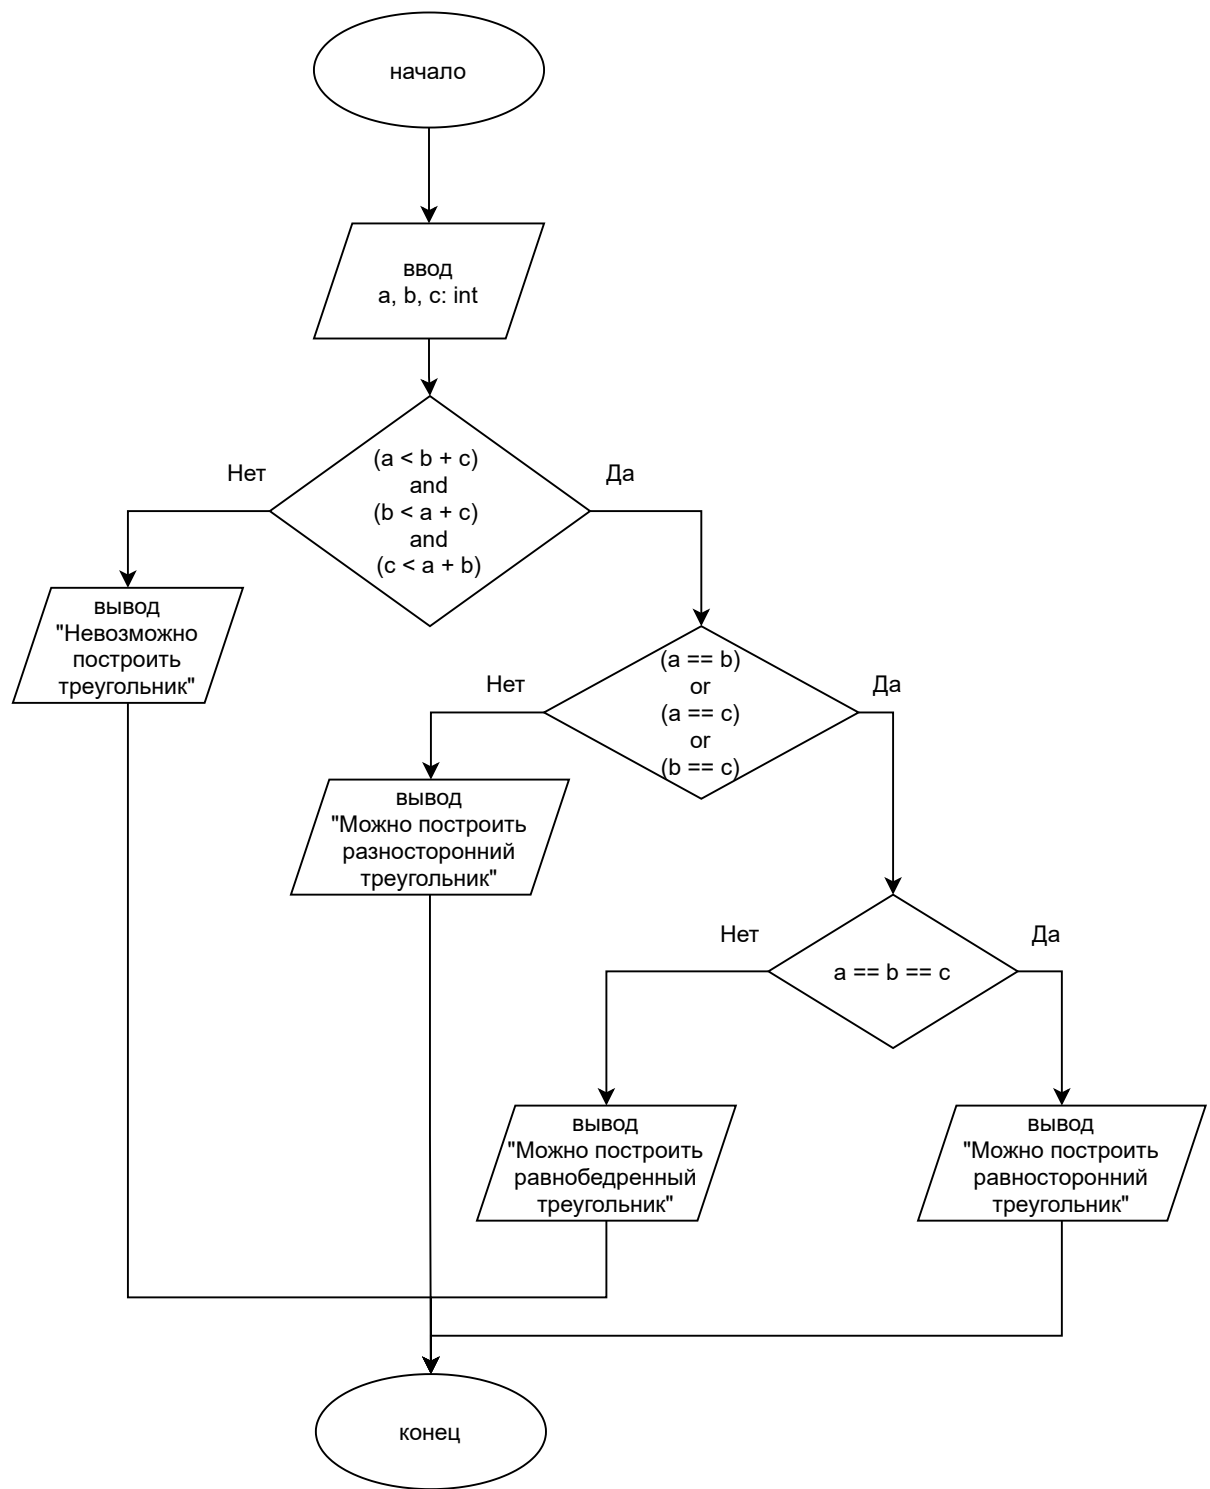 начало
ввод
a, b, c: int
Нет
Да
(a < b + c)
and
(b < a + c)
and
(c < a + b)
вывод
"Невозможно
построить
треугольник"
Нет
Да
(a == b)
or
(a == c)
or
(b == c)
вывод
"Можно построить
разносторонний
треугольник"
Нет
Да
a == b == c
вывод
"Можно построить
равнобедренный
треугольник"
вывод
"Можно построить
равносторонний
треугольник"
конец